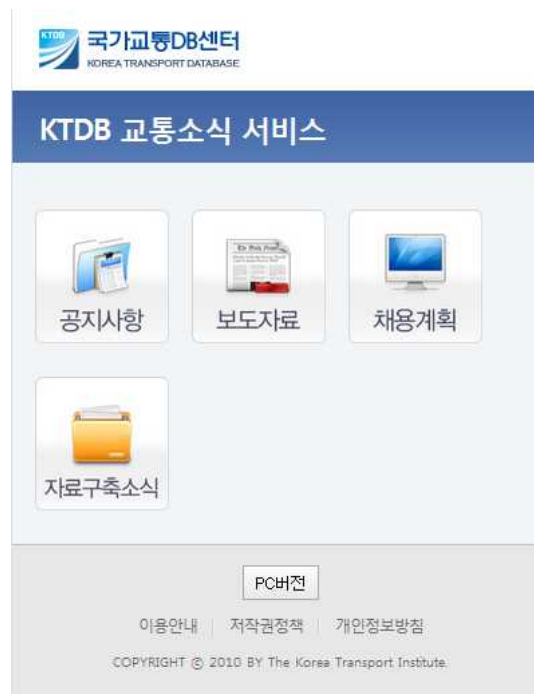 KTDB 국가교통DB센터
KOREA TRANSPORT DATABASE
KTDB 교통소식 서비스
공지사항 보도자료 채용계획
자료구축소식
PC버전
이용안내 | 저작권정책 | 개인정보방침
COPYRIGHT ⓒ 2010 BY The Korea Transport Institute.